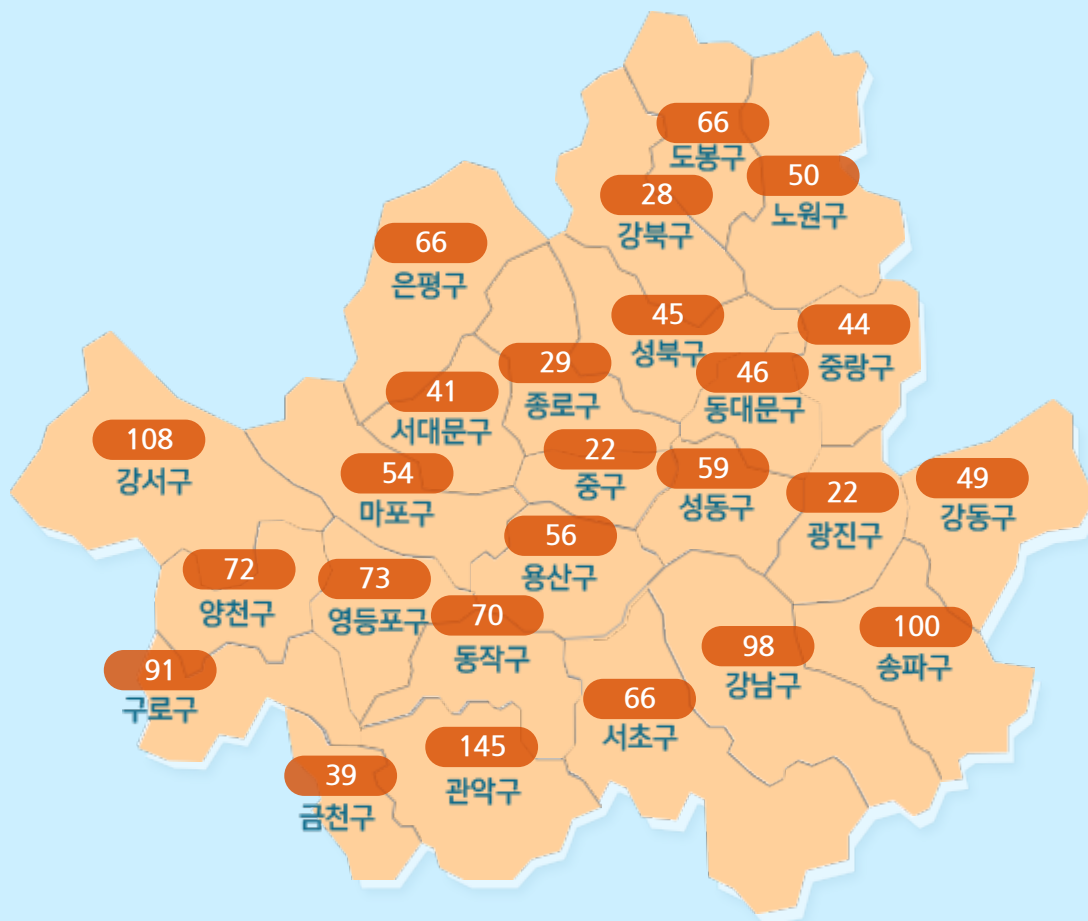 66
도봉구
50
노원구
28
강북구
66
은평구
45
성북구
44
중랑구
29
종로구
46
동대문구
41
서대문구
108
강서구
22
중구
54
마포구
59
성동구
49
강동구
22
광진구
56
용산구
72
양천구
73
영등포구
70
동작구
100
송파구
98
강남구
91
구로구
66
서초구
145
관악구
39
금천구